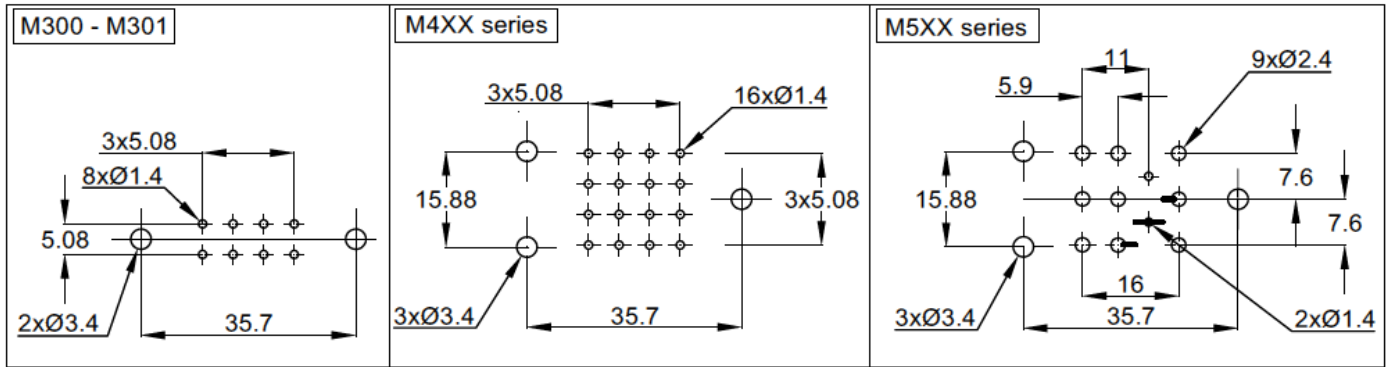 M300 - M301
3x5.08
8xØ1.4
5.08
2xØ3.4
35.7
M4XX series
3x5.08
16xØ1.4
15.88
3x5.08
3xØ3.4
35.7
M5XX series
11
9xØ2.4
5.9
15.88
7.6
7.6
16
3xØ3.4
35.7
2xØ1.4